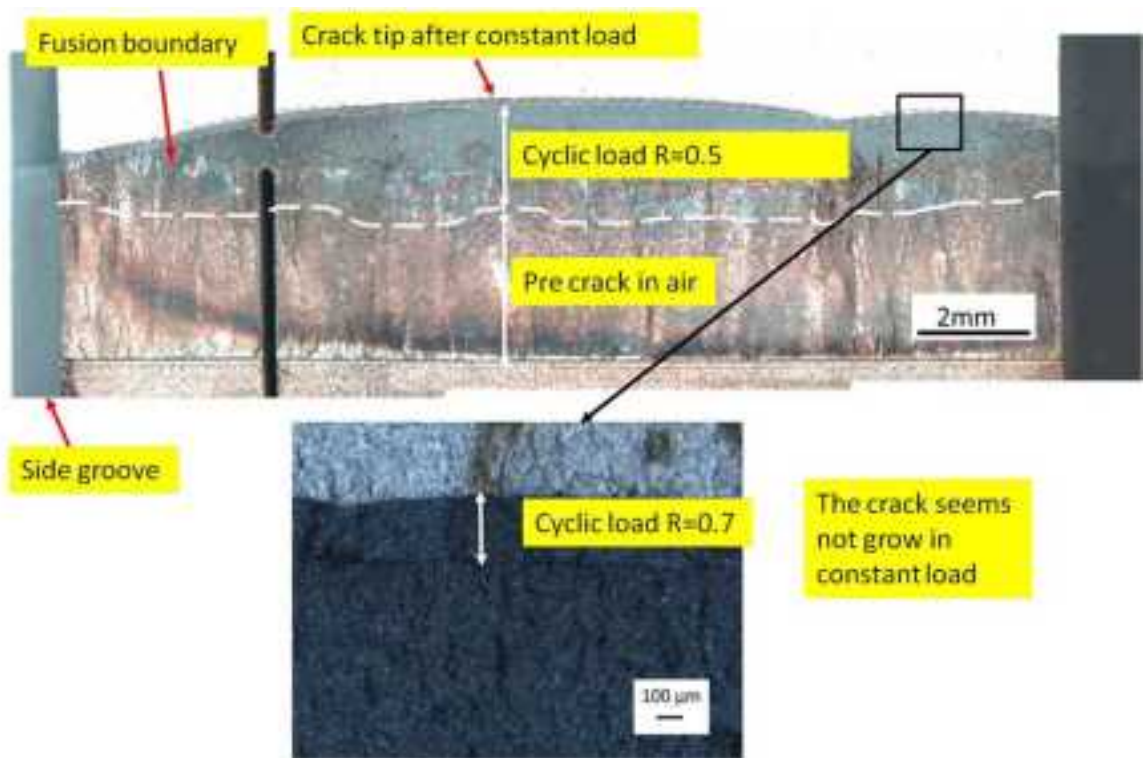 Fusion boundary
Crack tip after constant load
Cyclic load R=0.5
Pre crack in air
2mm
Side groove
Cyclic load R=0.7
The crack seems
not grow in
constant load
100 µm